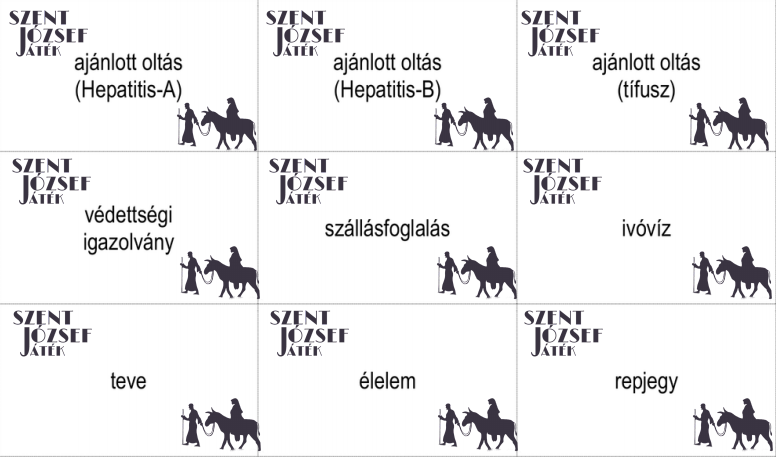 SZENT
JÓZSEF
JÁTÉK
ajánlott oltás
(Hepatitis-A)
SZENT
JÓZSEF
JÁTÉK
ajánlott oltás
(Hepatitis-B)
SZENT
JÓZSEF
JÁTÉK
ajánlott oltás
(tífusz)
SZENT
JÓZSEF
JÁTÉK
védettségi
igazolvány
SZENT
JÓZSEF
JÁTÉK
szállásfoglalás
SZENT
JÓZSEF
JÁTÉK
ivóvíz
SZENT
JÓZSEF
JÁTÉK
teve
SZENT
JÓZSEF
JÁTÉK
élelem
SZENT
JÓZSEF
JÁTÉK
repjegy